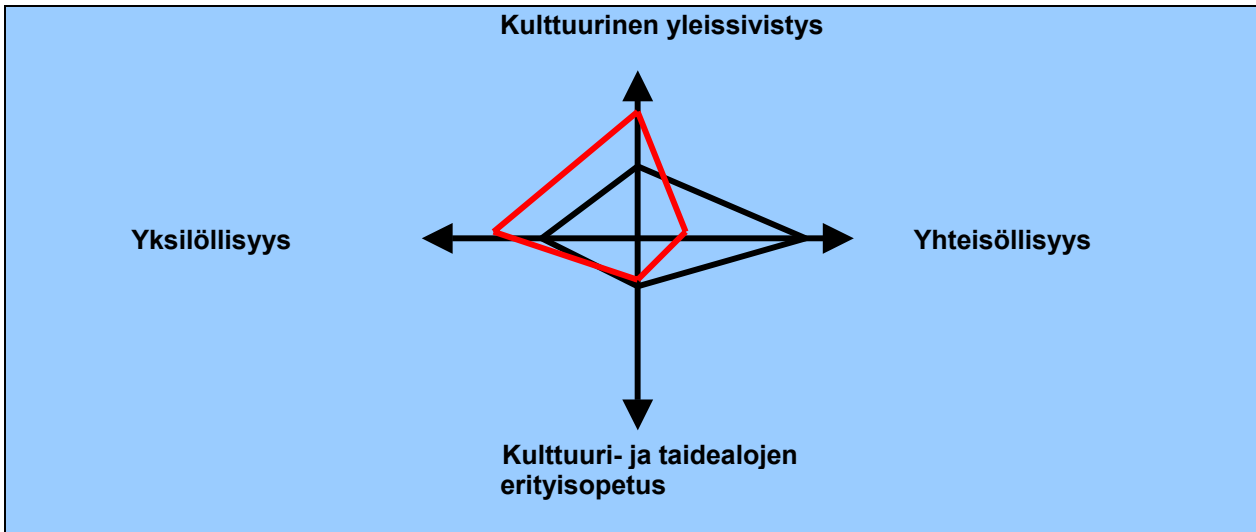 Kulttuurinen yleissivistys
Yksilöllisyys
Yhteisöllisyys
Kulttuuri- ja taidealojen
erityisopetus